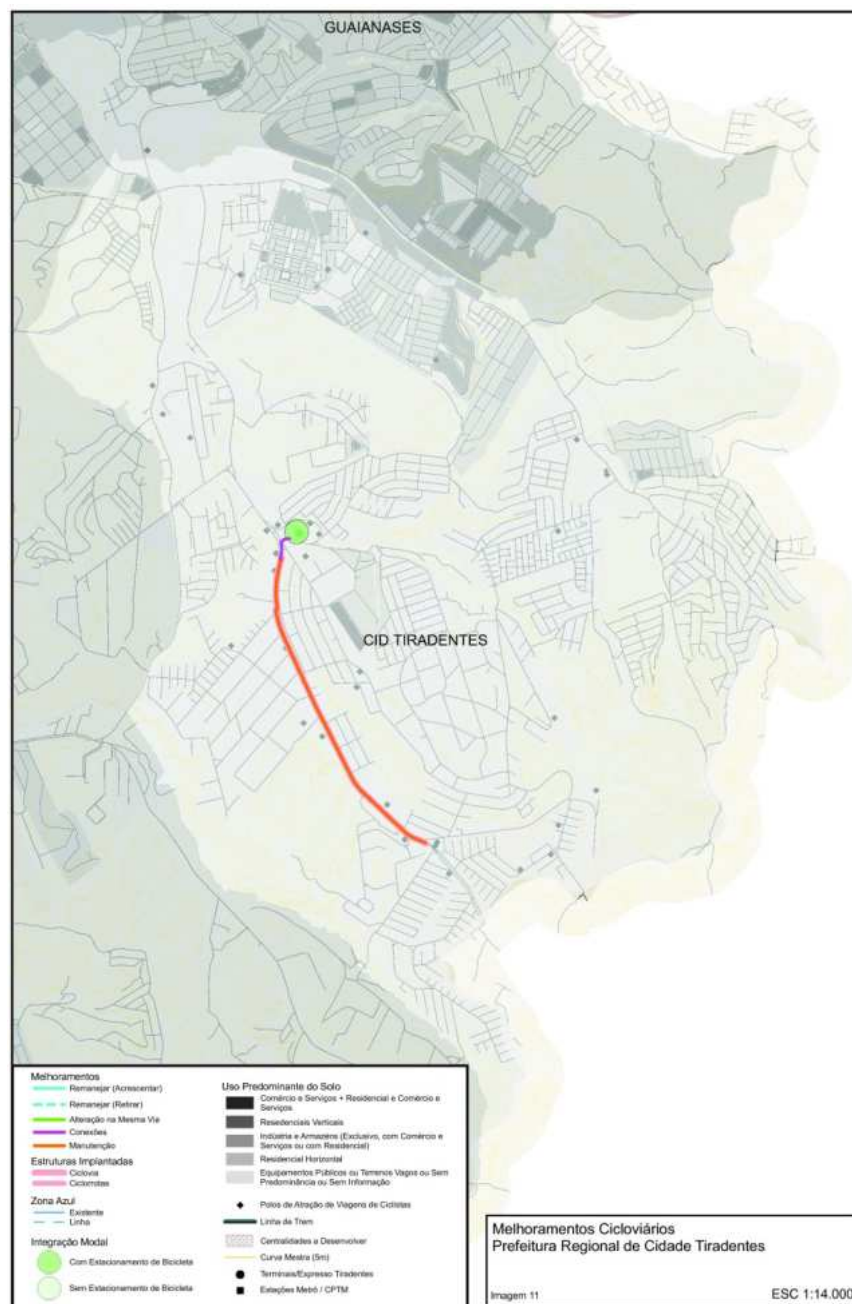 GUAIANASES
CID TIRADENTES
Melhoramentos
Remanejar (Acrescentar)
Remanejar (Retirar)
Alteração na Mesma Via
Conexões
Manutenção
Estruturas Implantadas
Ciclovia
Ciclorrotas
Zona Azul
Existente
Linha
Integração Modal
Com Estacionamento de Bicicleta
Sem Estacionamento de Bicicleta
Uso Predominante do Solo
Comércio e Serviços + Residencial e Comércio e
Serviços
Resedenciais Verticais
Indústria e Armazéns (Exclusivo, com Comércio e
Serviços ou com Residencial)
Residencial Horizontal
Equipamentos Públicos ou Terrenos Vagos ou Sem
Predominância ou Sem Informação
Polos de Atração de Viagens de Ciclistas
Linha de Trem
Centralidades a Desenvolver
Curva Mestra (5m)
Terminais/Expresso Tiradentes
Estações Metrô / CPTM
Melhoramentos Cicloviários
Prefeitura Regional de Cidade Tiradentes
Imagem 11
ESC 1:14.000